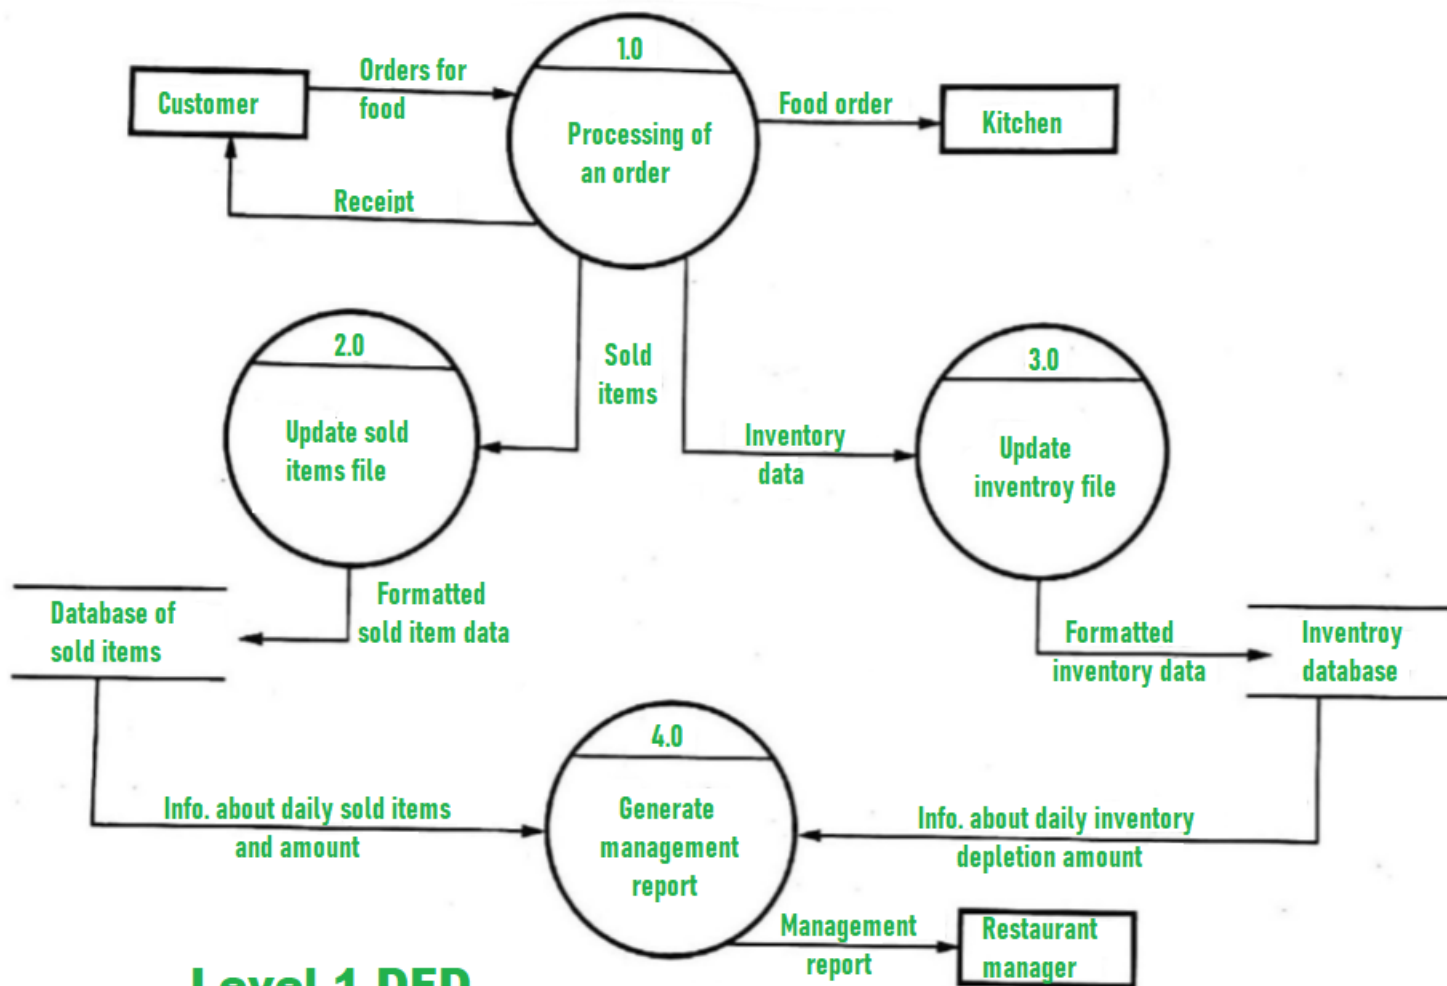 1.0
Orders for
food
Customer
Food order
Kitchen
Processing of
an order
Receipt
2.0
Sold
items
3.0
Update sold
items file
Inventory
data
Update
inventroy file
Formatted
sold item data
Database of
sold items
Formatted
inventory data
Inventroy
database
4.0
Info. about daily sold items
and amount
Generate
management
report
Info. about daily inventory
depletion amount
Management
report
Restaurant
manager
Level 1 DFD